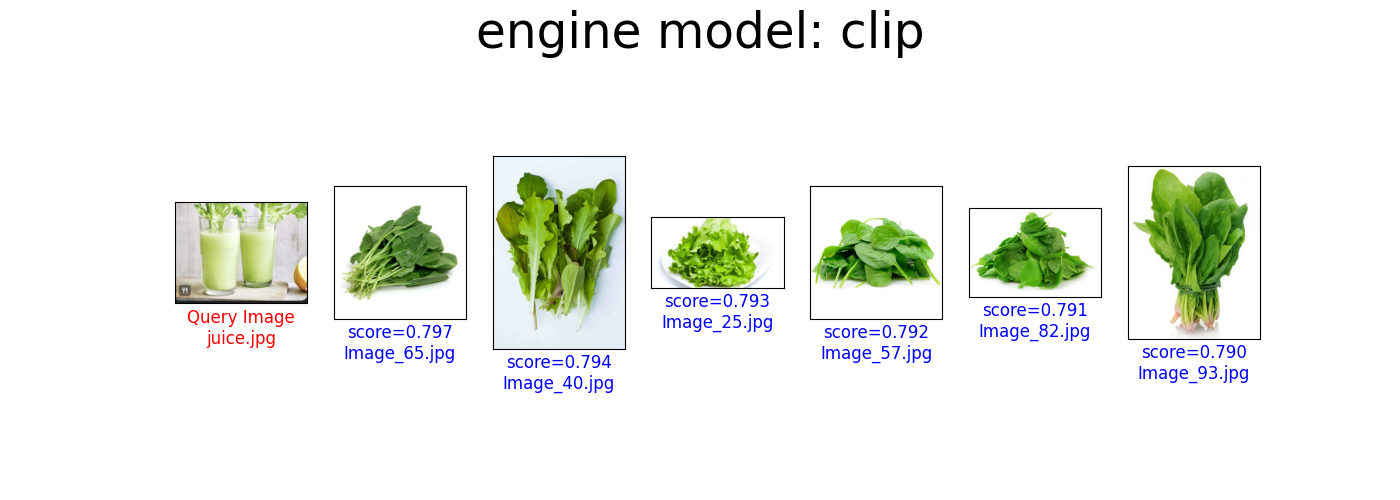 engine model: clip
Query Image
juice.jpg
score=0.797
Image_65.jpg
score=0.794
Image_40.jpg
score=0.793
Image_25.jpg
score=0.792
Image_57.jpg
score=0.791
Image_82.jpg
score=0.790
Image_93.jpg